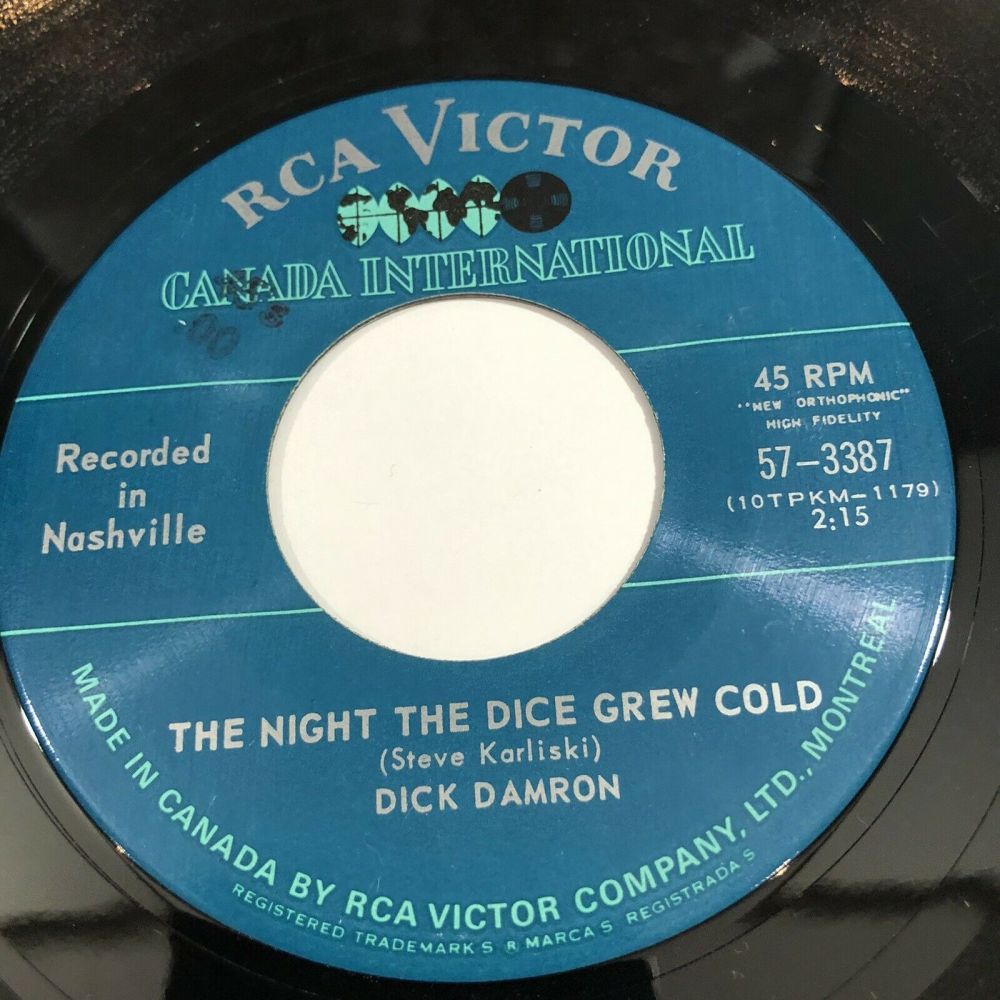 RCA VICTOR
CANADA INTERNATIONAL
45 RPM
"NEW ORTHOPHONIC"
HIGH FIDELITY
57-3387
(10TPKM-1179)
2:15
Recorded
in
Nashville
THE NIGHT THE DICE GREW COLD
(Steve Karliski)
DICK DAMRON
MADE IN CANADA BY RCA VICTOR COMPANY, LTD., MONTREAL
REGISTERED TRADEMARKS ® MARCAS REGISTRADAS